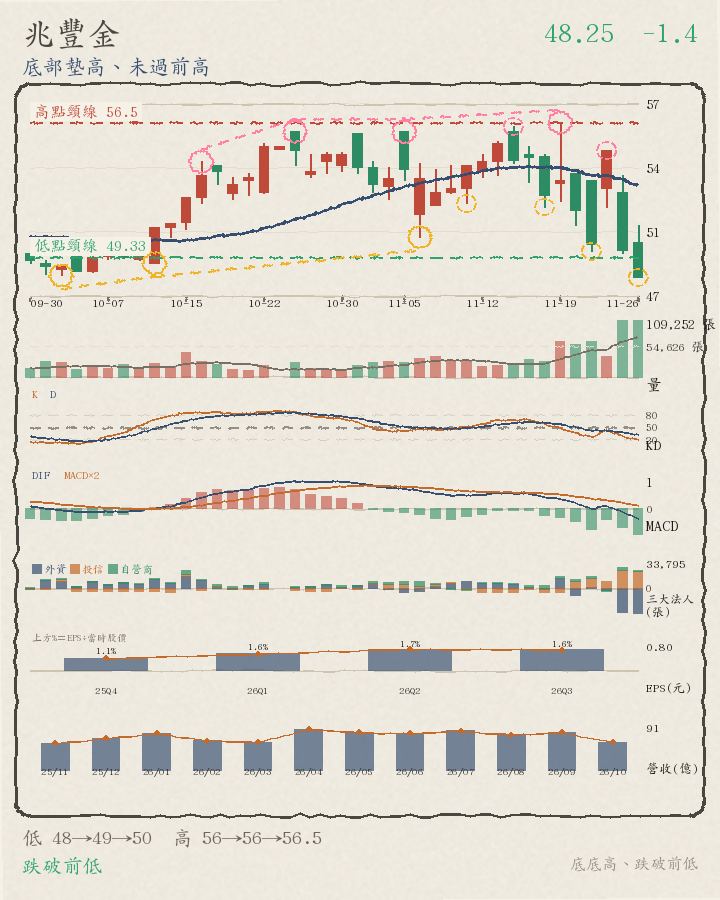 兆豐金
48.25 -1.4
底部墊高、未過前高
高點頸線 56.5
低點頸線 49.33
57
54
51
47
09-30 10-07 10-15 10-22 10-30 11-05 11-12 11-19 11-26
109,252 張
54,626 張
量
K D
80
50
20
KD
DIF MACD×2
1
0
MACD
外資 投信 自營商
33,795
0
三大法人
(張)
上方%=EPS÷當時股價
1.1% 1.6% 1.7% 1.6%
0.80
25Q4 26Q1 26Q2 26Q3
EPS(元)
91
25/11 25/12 26/01 26/02 26/03 26/04 26/05 26/06 26/07 26/08 26/09 26/10
營收(億)
低 48→49→50 高 56→56→56.5
跌破前低
底底高、跌破前低